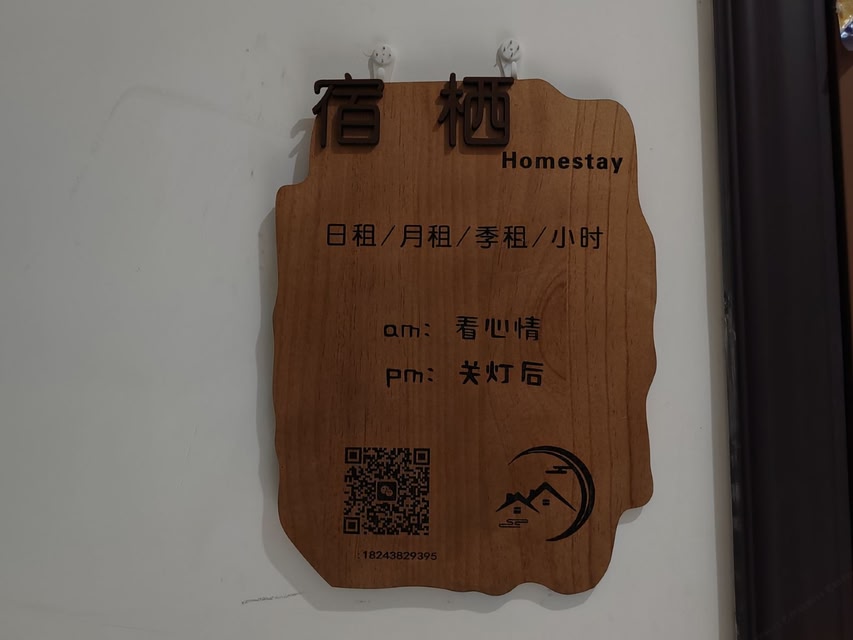 宿栖
Homestay
日租/月租/季租/小时
am: 看心情
pm: 关灯后
:18243829395